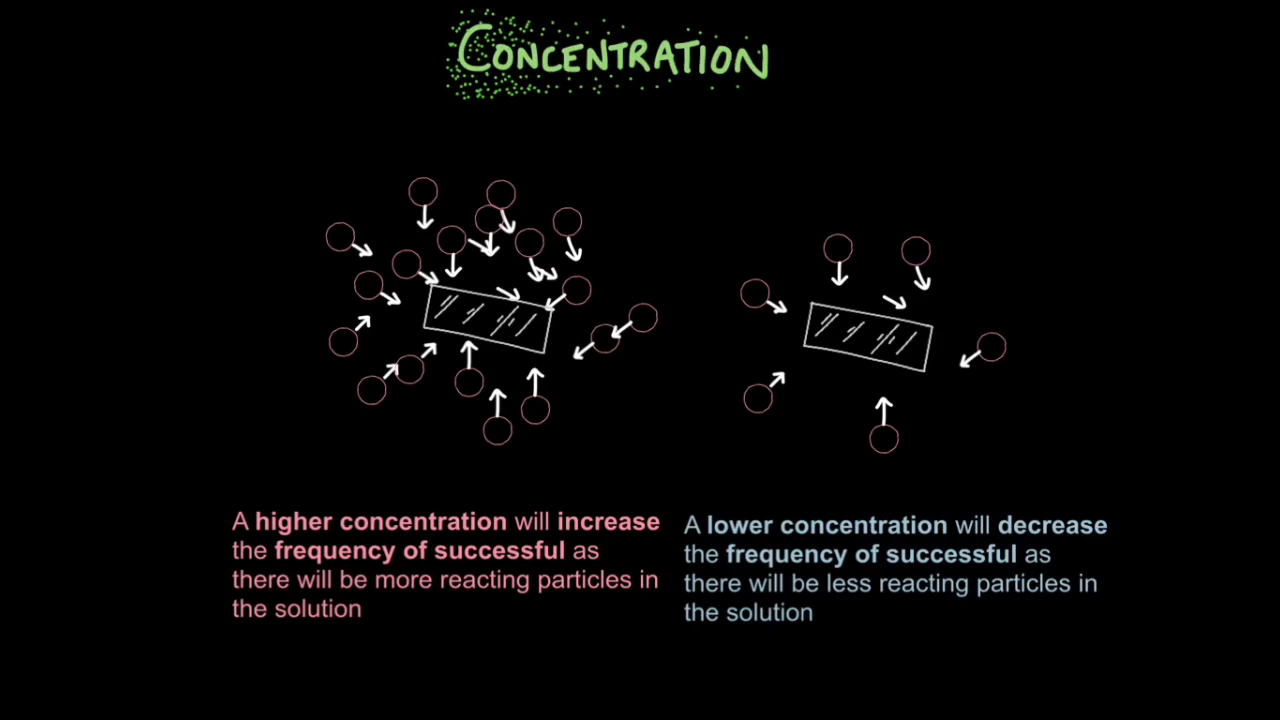 CONCENTRATION
A higher concentration will increase
the frequency of successful as
there will be more reacting particles in
the solution
A lower concentration will decrease
the frequency of successful as
there will be less reacting particles in
the solution